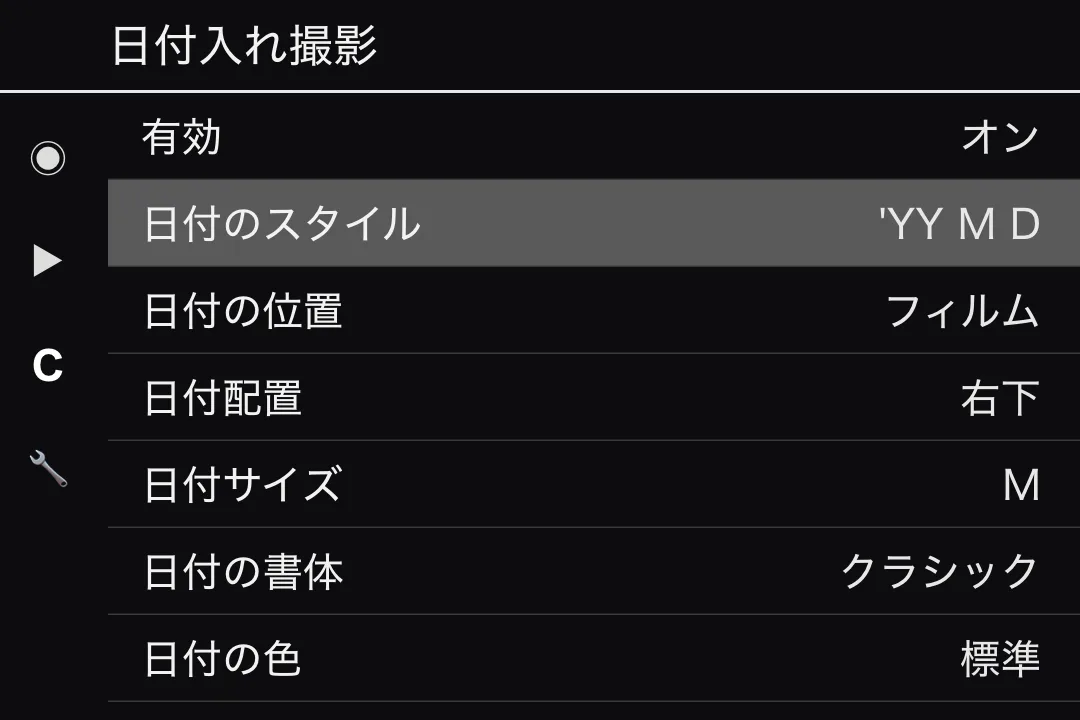 日付入れ撮影
有効 オン
日付のスタイル 'YY M D
日付の位置 フィルム
C
日付配置 右下
日付サイズ M
日付の書体 クラシック
日付の色 標準